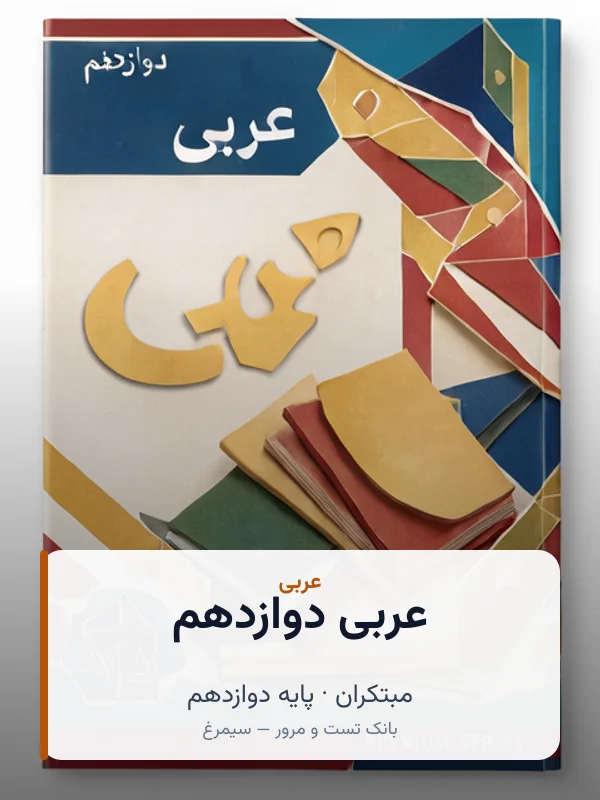 دوازدهم
عربی
عربی
عربی دوازدهم
مبتکران · پایه دوازدهم
بانک تست و مرور — سیمرغ